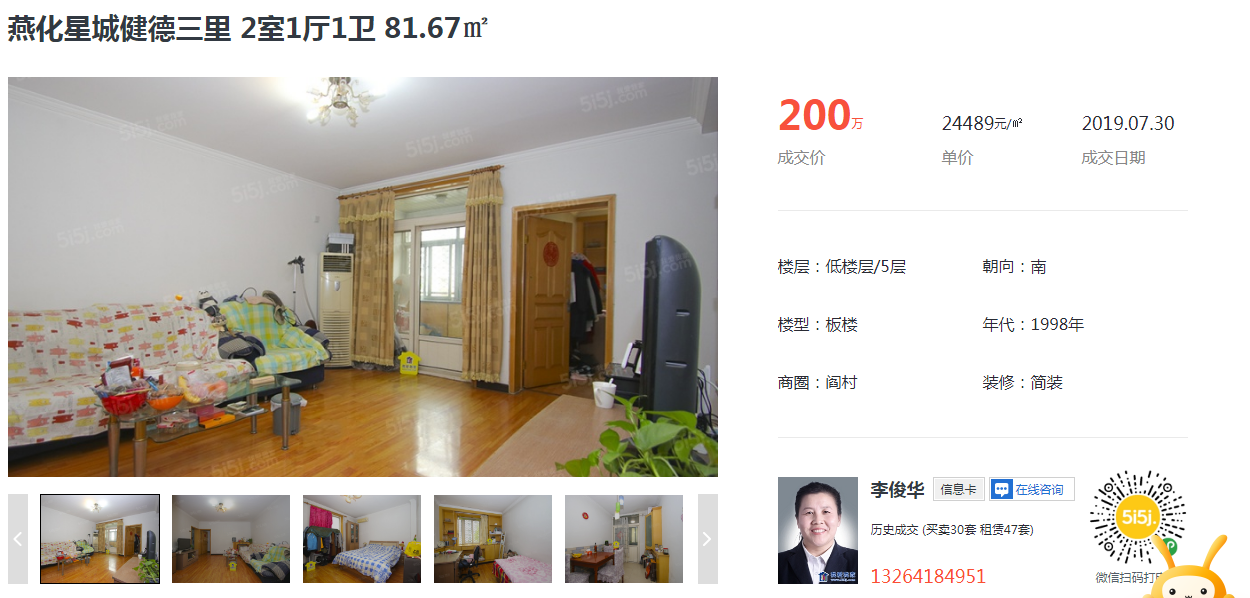 燕化星城健德三里 2室1厅1卫 81.67㎡
200万
24489元/㎡
2019.07.30
成交价
单价
成交日期
楼层：低楼层/5层
朝向：南
楼型：板楼
年代：1998年
商圈：阎村
装修：简装
李俊华
信息卡
在线咨询
历史成交 (买卖30套 租赁47套)
13264184951
5i5j
微信扫码打
5i5j.com